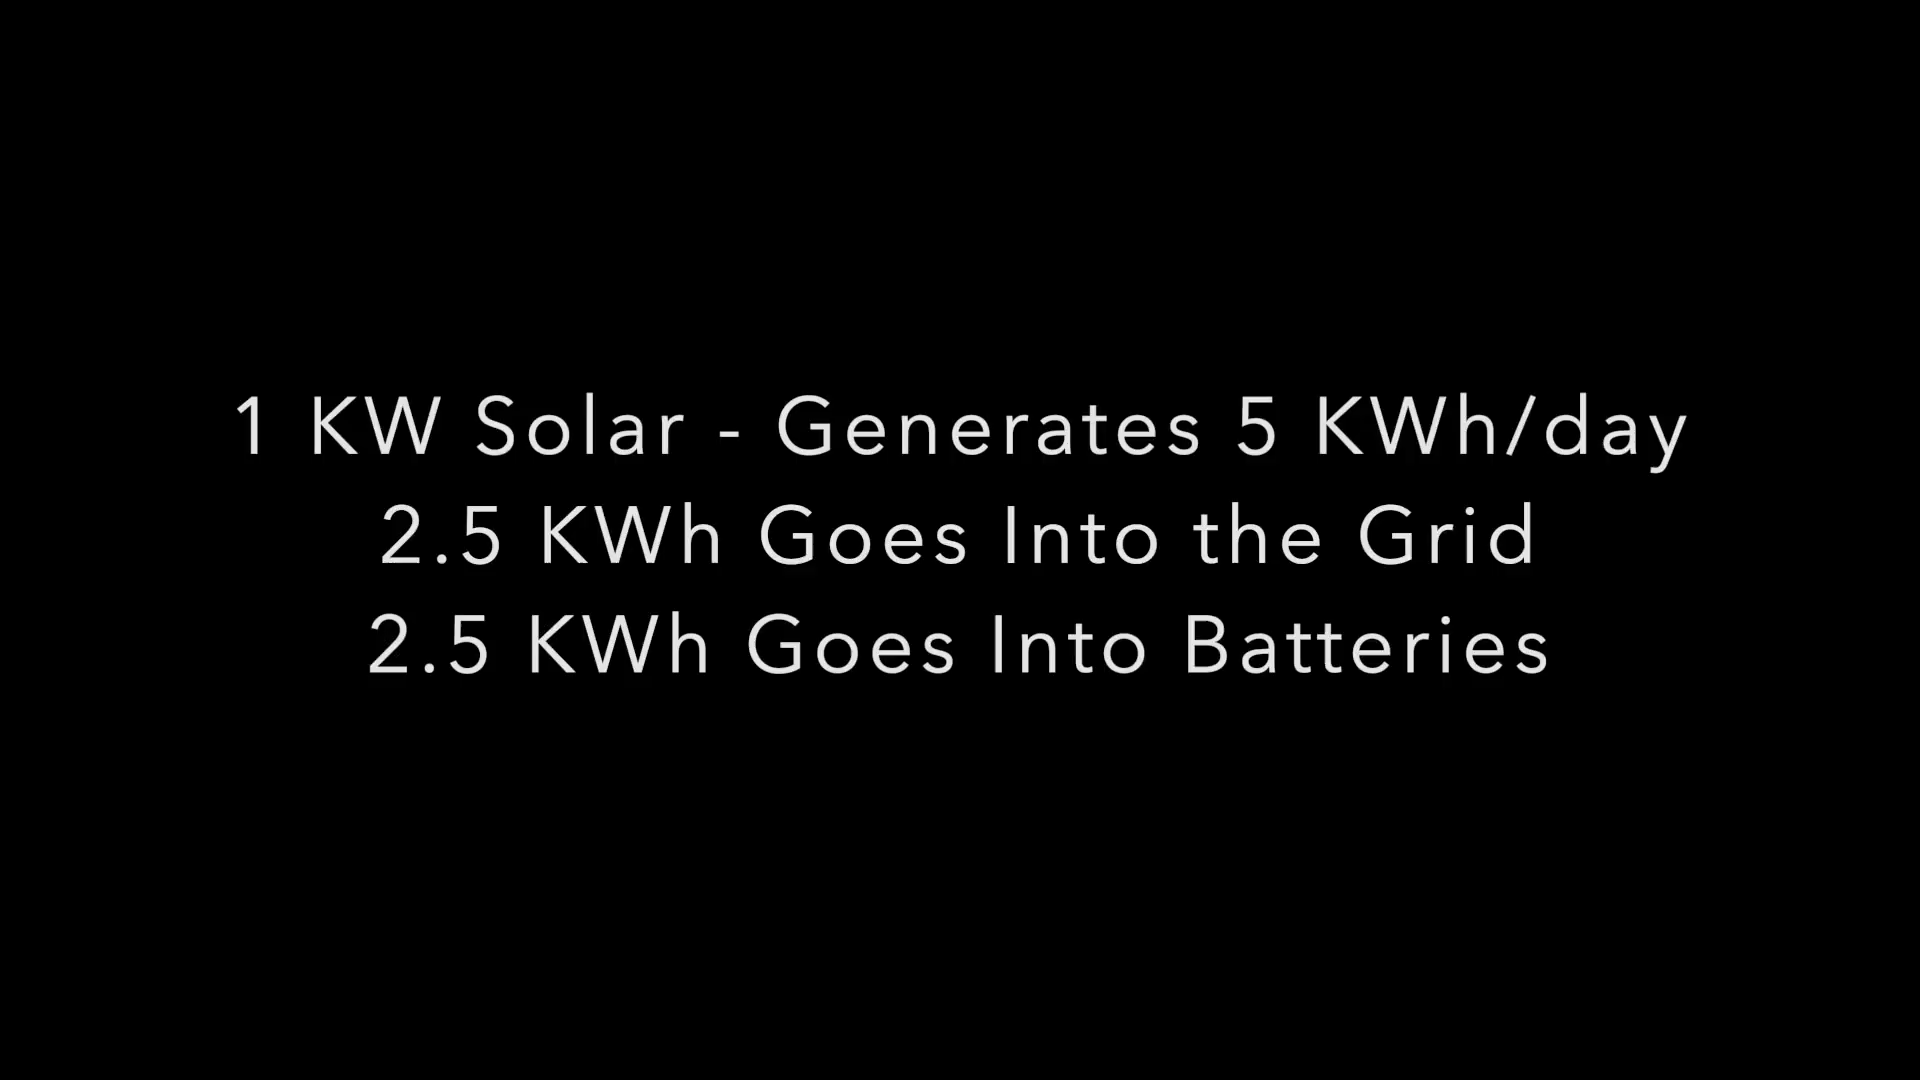 1 KW Solar - Generates 5 KWh/day
2.5 KWh Goes Into the Grid
2.5 KWh Goes Into Batteries